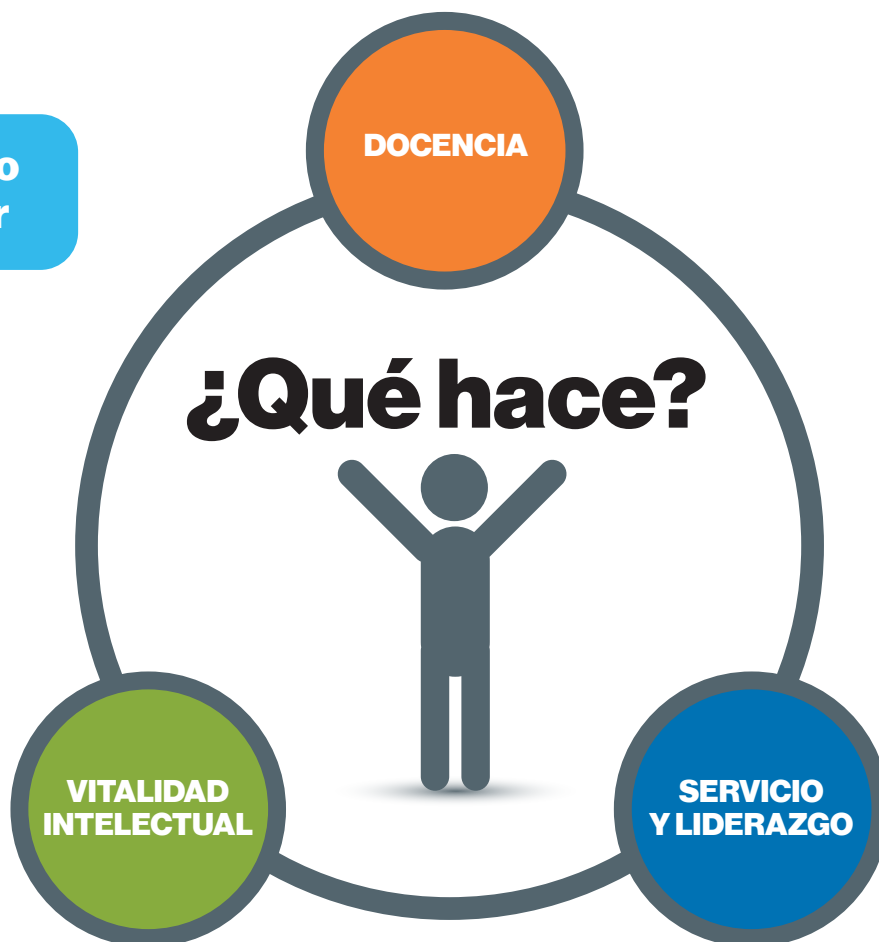 DOCENCIA
¿Qué hace?
VITALIDAD
INTELECTUAL
SERVICIO
Y LIDERAZGO